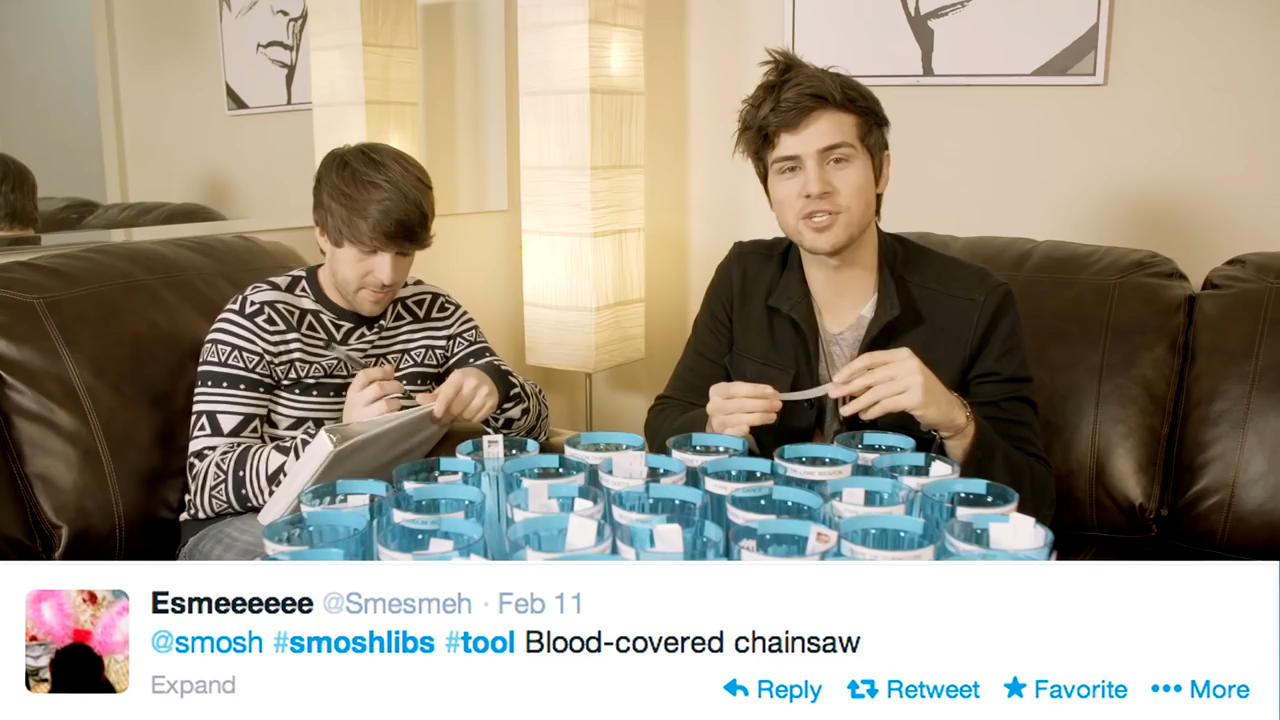 Esmeeeeee @Smesmeh · Feb 11
@smosh #smoshlibs #tool Blood-covered chainsaw
Expand
Reply Retweet Favorite More